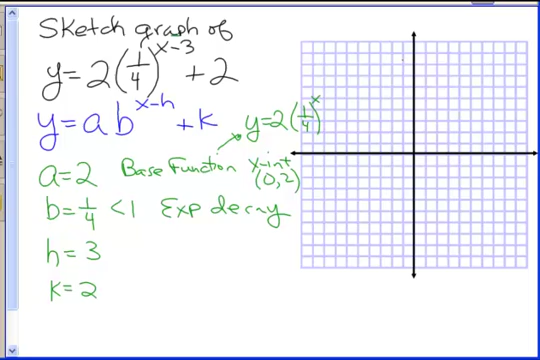 Sketch graph of
y = 2(1/4)^(x-3) + 2
y = ab^(x-h) + k
y = 2(1/4)^x
a = 2 Base Function x-int
(0,2)
b = 1/4 < 1 Exp decay
h = 3
k = 2